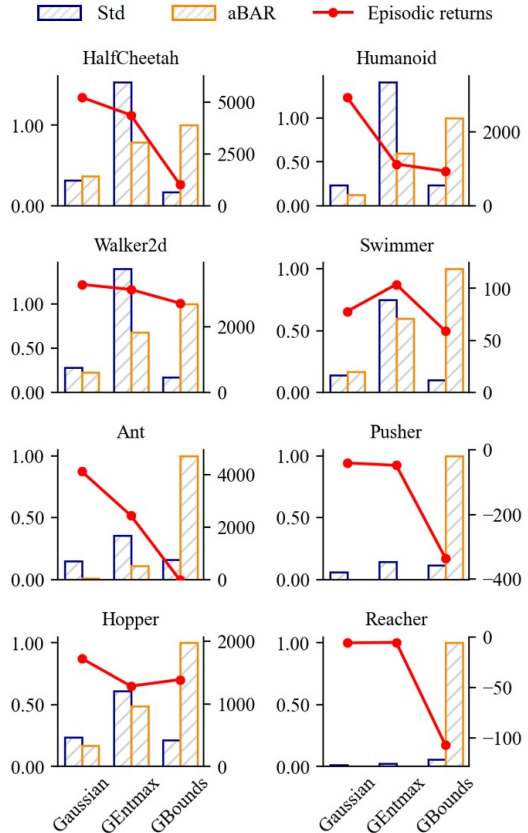 Std aBAR Episodic returns
HalfCheetah Humanoid
1.00 5000 1.00 2000
2500 0.50
0.00 0 0.00 0
Walker2d Swimmer
1.00 1.00 100
0.50 2000 0.50 50
0.00 0 0.00 0
Ant Pusher
1.00 4000 1.00 0
0.50 2000 0.50 −200
0.00 0 0.00 −400
Hopper Reacher
1.00 2000 1.00 0
0.50 1000 0.50 −50
−100
0.00 0 0.00
Gaussian GEntmax GBounds Gaussian GEntmax GBounds